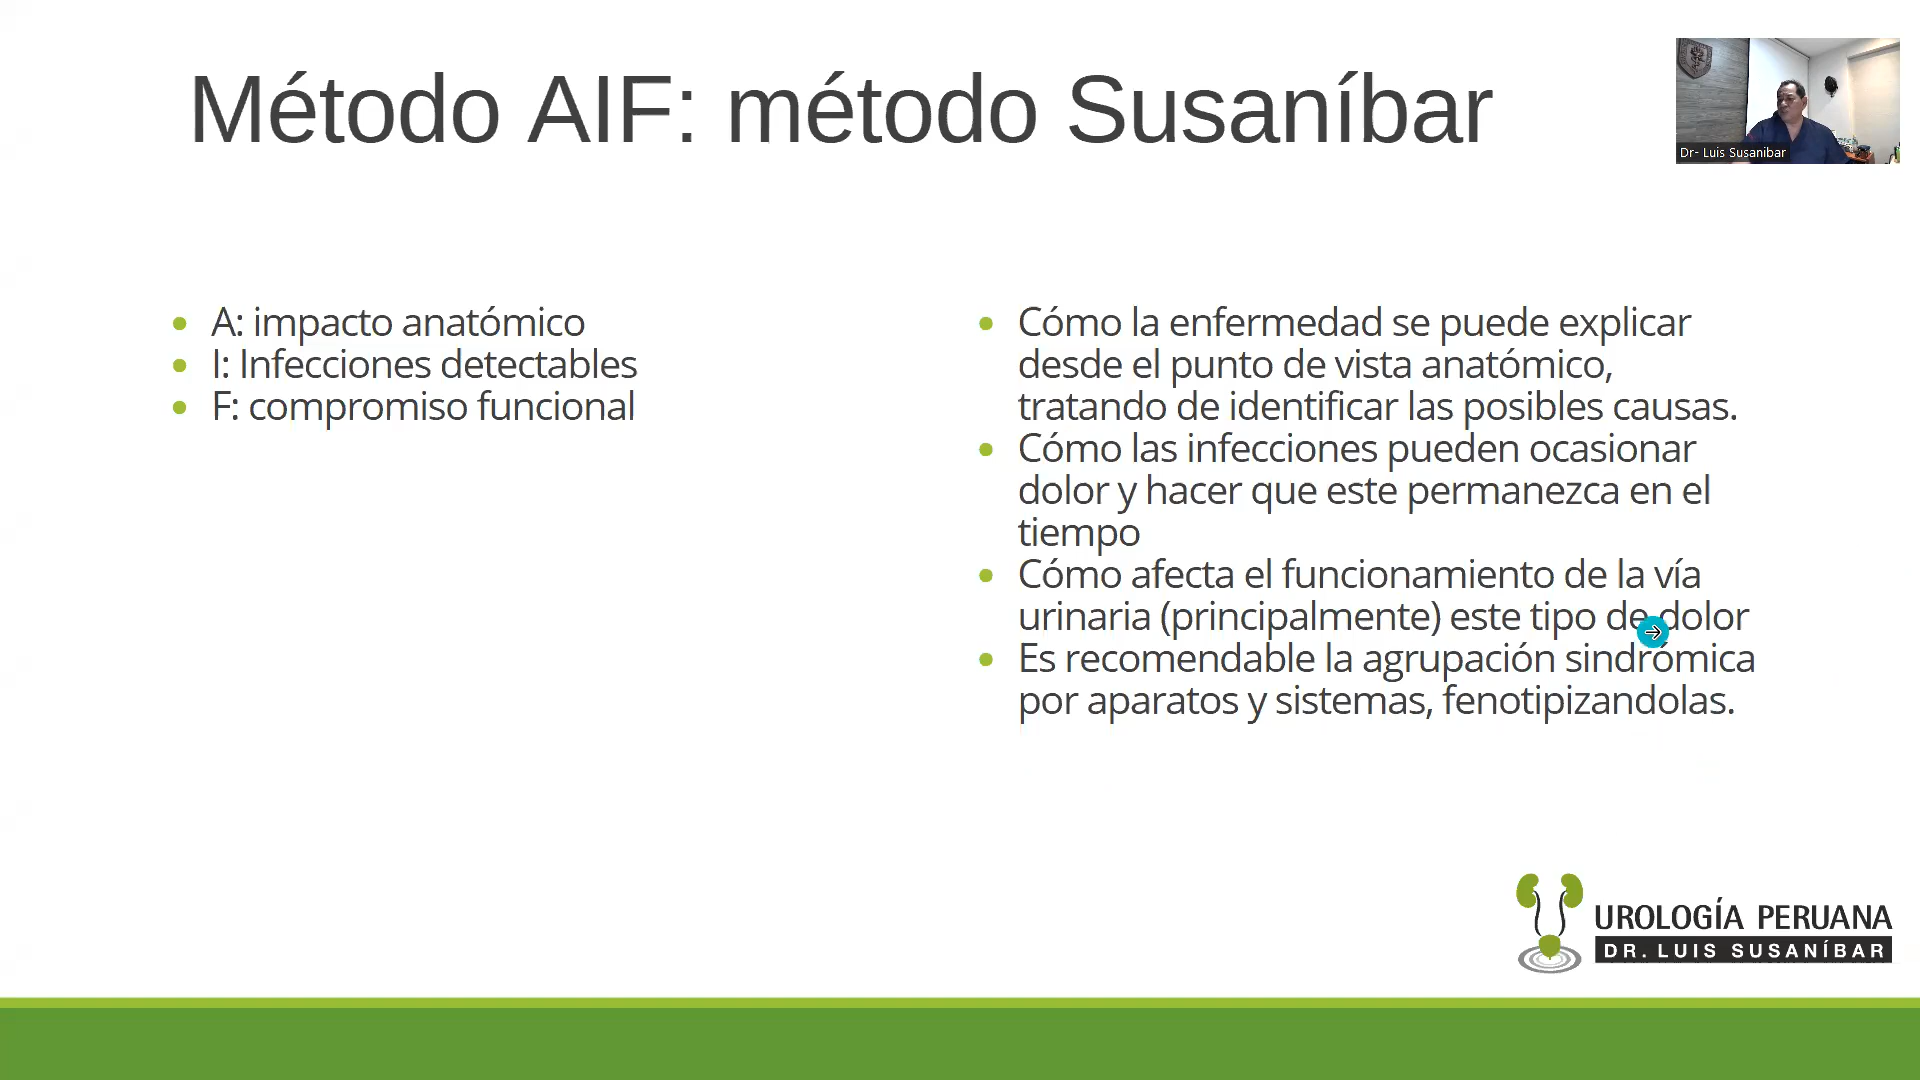 Método AIF: método Susaníbar
Dr- Luis Susanibar
A: impacto anatómico
I: Infecciones detectables
F: compromiso funcional
Cómo la enfermedad se puede explicar
desde el punto de vista anatómico,
tratando de identificar las posibles causas.
Cómo las infecciones pueden ocasionar
dolor y hacer que este permanezca en el
tiempo
Cómo afecta el funcionamiento de la vía
urinaria (principalmente) este tipo de dolor
Es recomendable la agrupación sindrómica
por aparatos y sistemas, fenotipizandolas.
UROLOGÍA PERUANA
DR. LUIS SUSANÍBAR